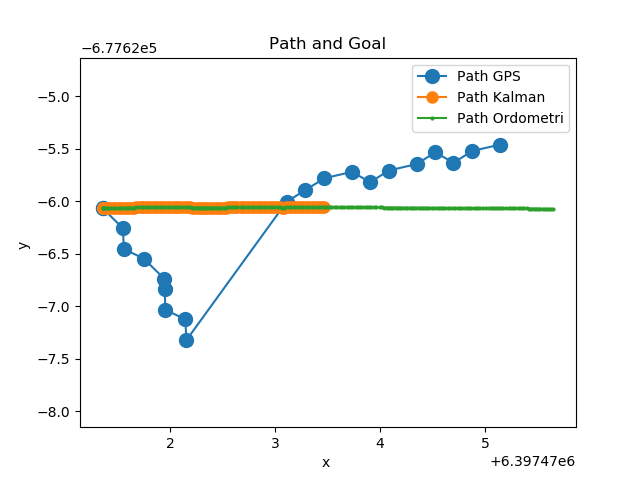 Path and Goal
−6.7762e5
Path GPS
Path Kalman
Path Ordometri
−5.0
−5.5
−6.0
−6.5
−7.0
−7.5
−8.0
y
2 3 4 5
x
+6.39747e6